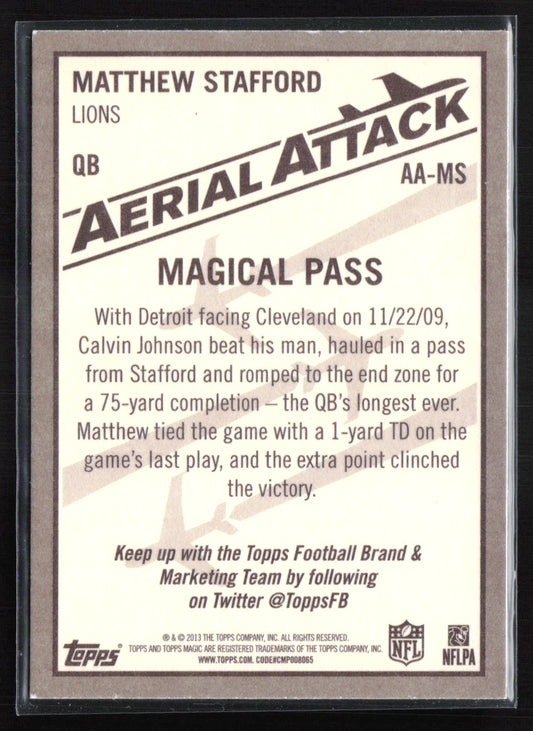 MATTHEW STAFFORD
LIONS
QB
AERIAL ATTACK
AA-MS
MAGICAL PASS
With Detroit facing Cleveland on 11/22/09,
Calvin Johnson beat his man, hauled in a pass
from Stafford and romped to the end zone for
a 75-yard completion – the QB's longest ever.
Matthew tied the game with a 1-yard TD on the
game's last play, and the extra point clinched
the victory.
Keep up with the Topps Football Brand &
Marketing Team by following
on Twitter @ToppsFB
® & © 2013 THE TOPPS COMPANY, INC. ALL RIGHTS RESERVED.
TOPPS AND TOPPS MAGIC ARE REGISTERED TRADEMARKS OF THE TOPPS COMPANY, INC.
WWW.TOPPS.COM. CODE#CMP008065
topps
NFL
NFLPA